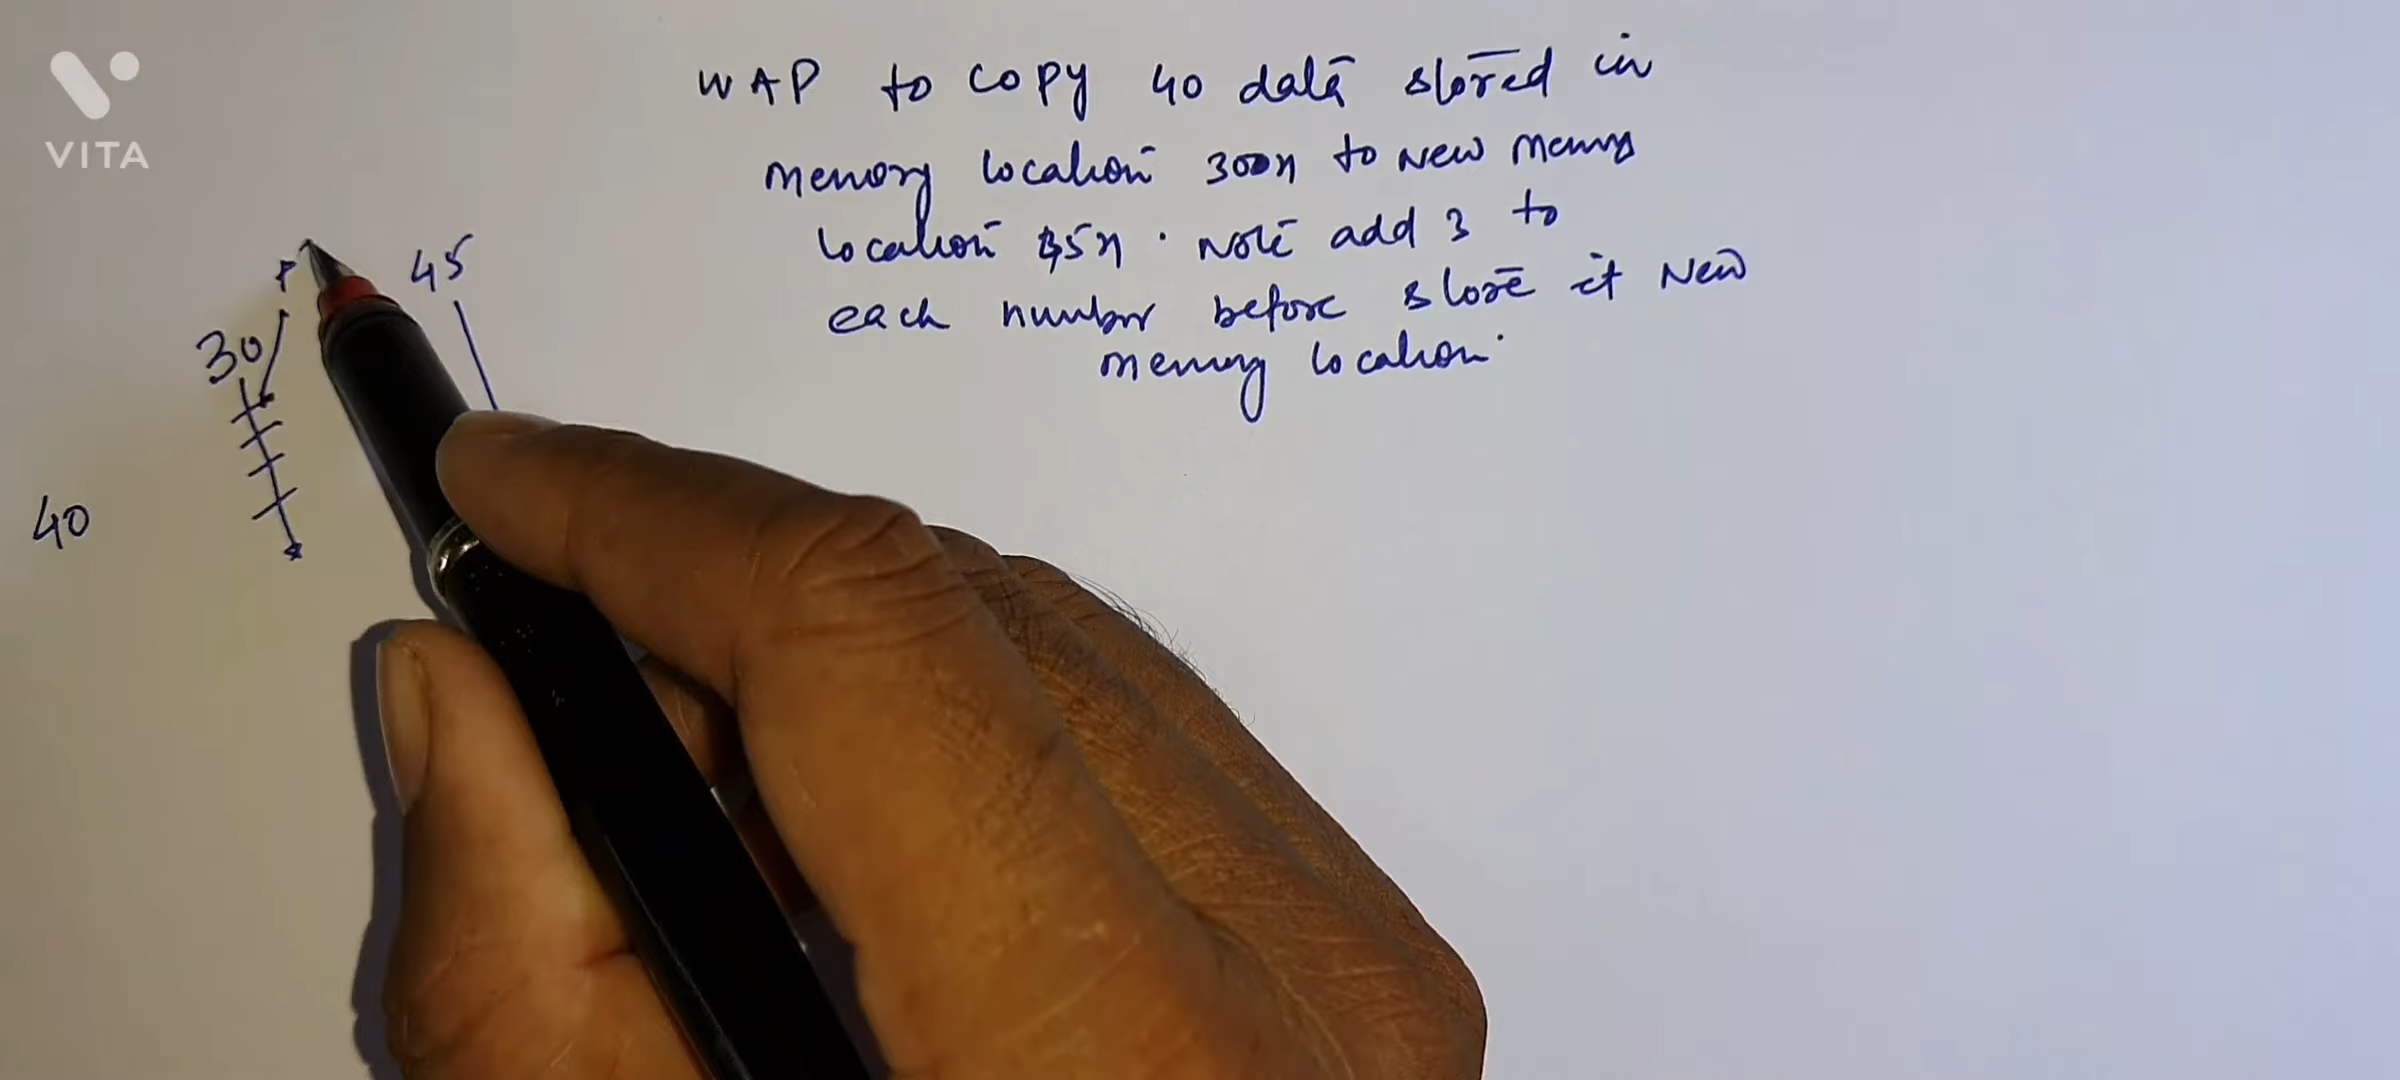 VITA
WAP to COPY 40 data stored in
memory location 300H to New memory
location 45H. Note add 3 to
each number before store it New
memory location.
P
45
30
40